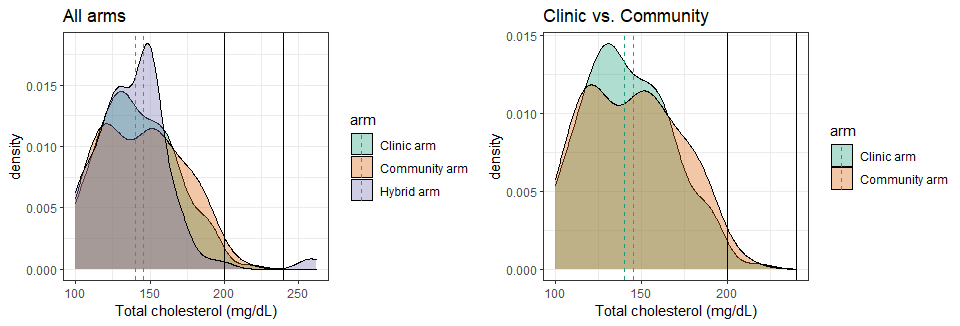 All arms
density
0.015
0.010
0.005
0.000
100
150
200
250
Total cholesterol (mg/dL)
arm
Clinic arm
Community arm
Hybrid arm
Clinic vs. Community
density
0.015
0.010
0.005
0.000
100
150
200
Total cholesterol (mg/dL)
arm
Clinic arm
Community arm